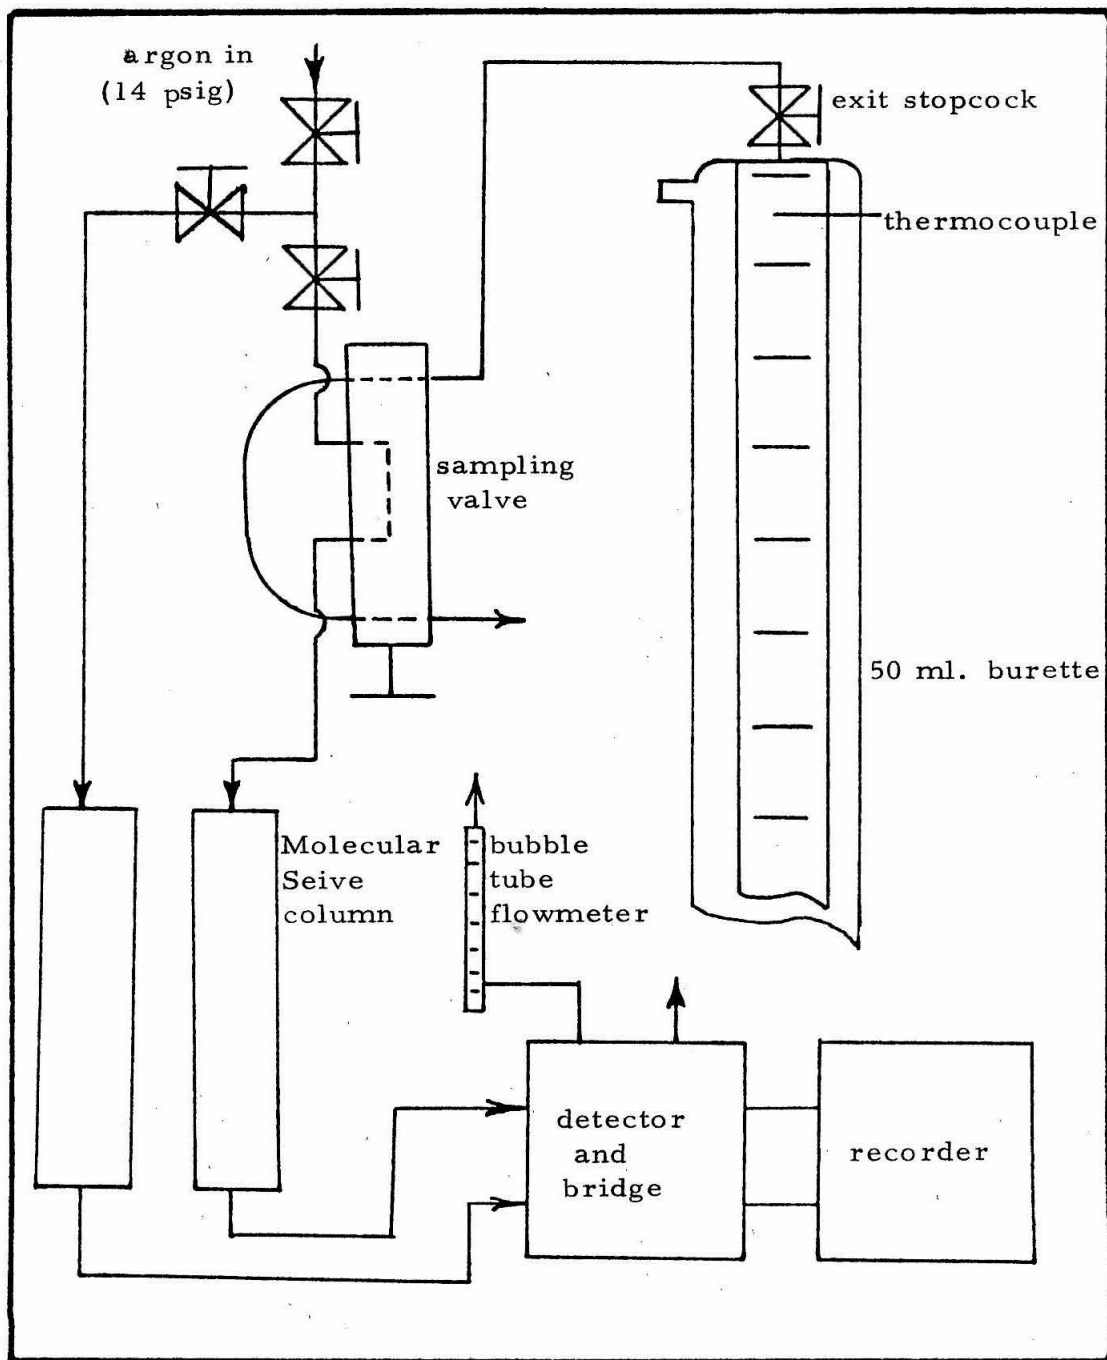 argon in
(14 psig)
exit stopcock
thermocouple
sampling
valve
50 ml. burette
Molecular
Seive
column
bubble
tube
flowmeter
detector
and
bridge
recorder